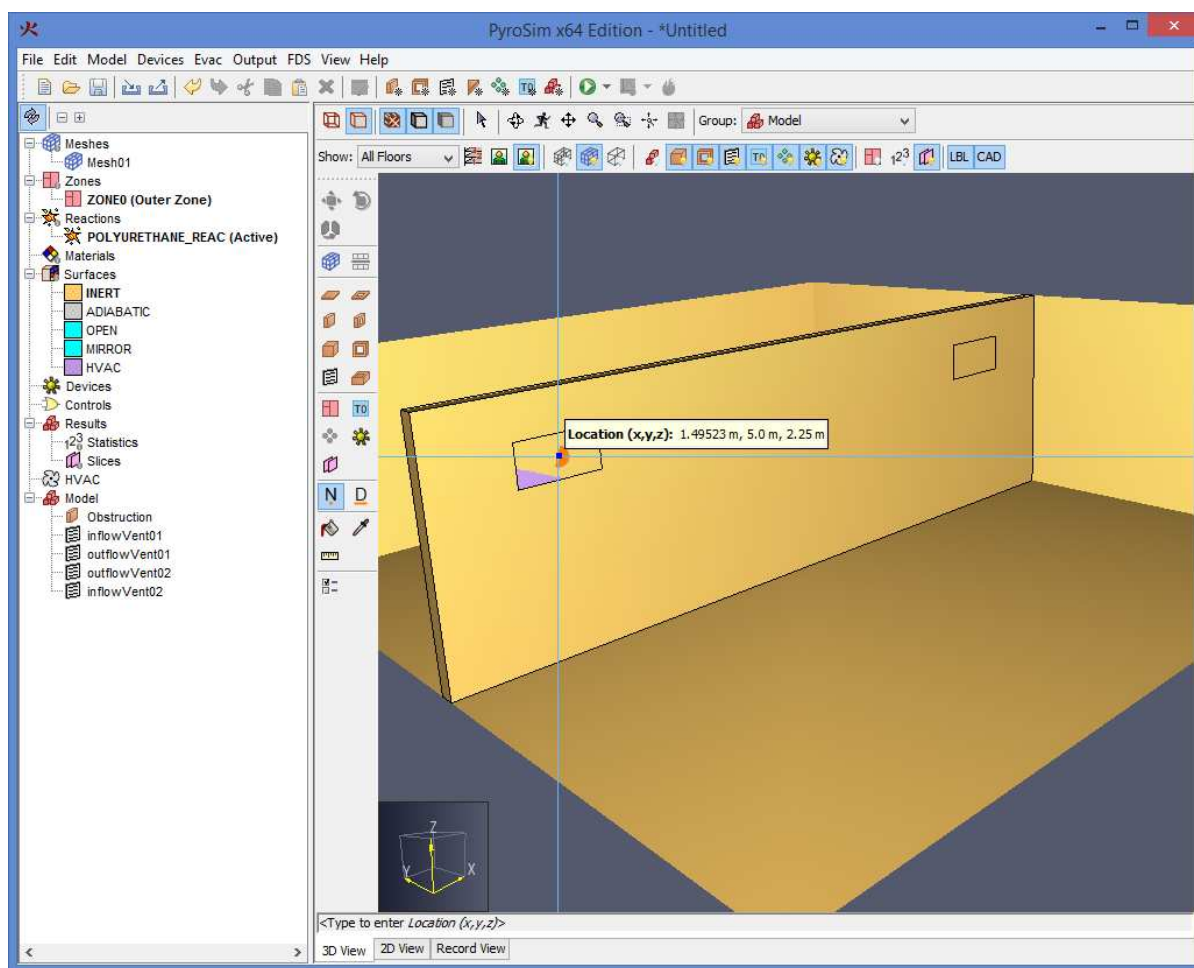 火
PyroSim x64 Edition - *Untitled
File Edit Model Devices Evac Output FDS View Help
Group: Model
Show: All Floors
LBL CAD
Meshes
Mesh01
Zones
ZONE0 (Outer Zone)
Reactions
POLYURETHANE_REAC (Active)
Materials
Surfaces
INERT
ADIABATIC
OPEN
MIRROR
HVAC
Devices
Controls
Results
123 Statistics
Slices
HVAC
Model
Obstruction
inflowVent01
outflowVent01
outflowVent02
inflowVent02
T0
N D
Location (x,y,z): 1.49523 m, 5.0 m, 2.25 m
Z
Y X
<Type to enter Location (x,y,z)>
3D View 2D View Record View